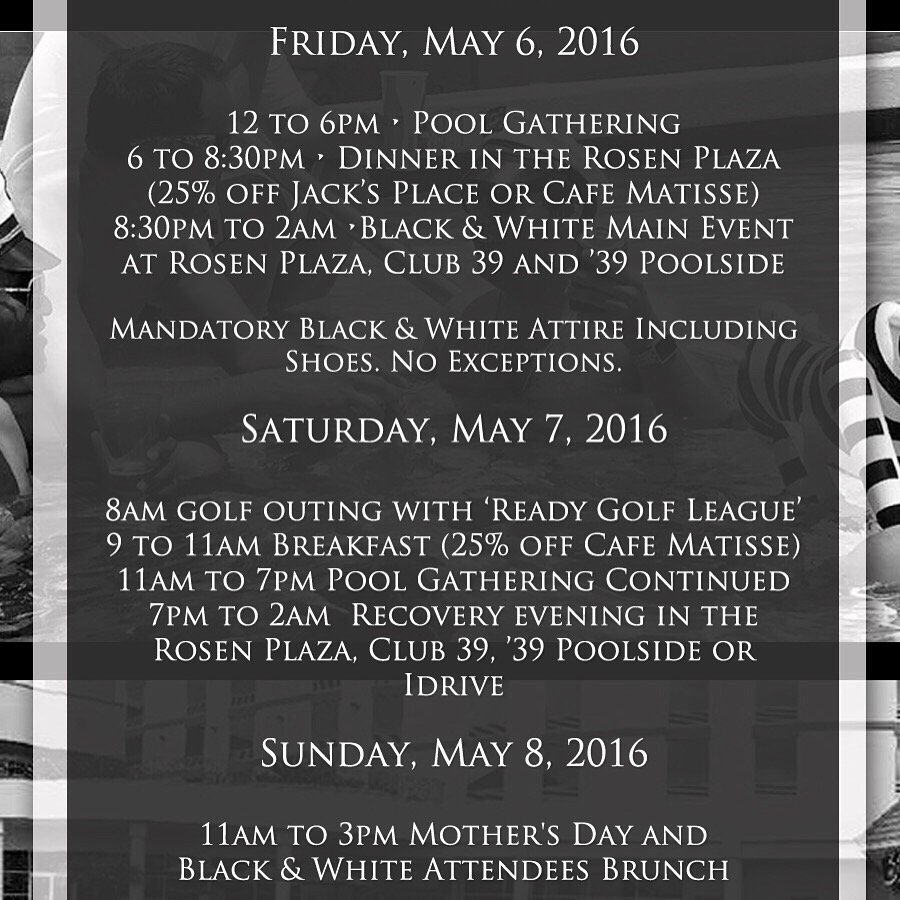 Friday, May 6, 2016
12 to 6pm · Pool Gathering
6 to 8:30pm · Dinner in the Rosen Plaza
(25% off Jack's Place or Cafe Matisse)
8:30pm to 2am ·Black & White Main Event
at Rosen Plaza, Club 39 and '39 Poolside
Mandatory Black & White Attire Including
Shoes. No Exceptions.
Saturday, May 7, 2016
8am golf outing with 'Ready Golf League'
9 to 11am Breakfast (25% off Cafe Matisse)
11am to 7pm Pool Gathering Continued
7pm to 2am Recovery evening in the
Rosen Plaza, Club 39, '39 Poolside or
Idrive
Sunday, May 8, 2016
11am to 3pm Mother's Day and
Black & White Attendees Brunch